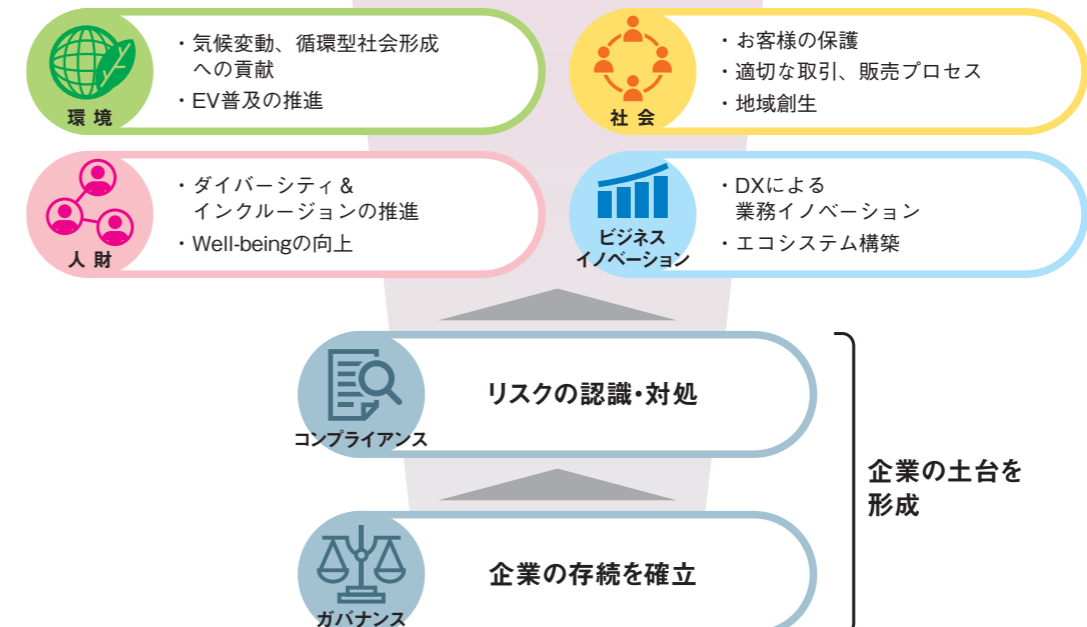 ・気候変動、循環型社会形成
への貢献
・EV普及の推進
環 境
・お客様の保護
・適切な取引、販売プロセス
・地域創生
社 会
・ダイバーシティ &
インクルージョンの推進
・Well-beingの向上
人 財
・DXによる
業務イノベーション
・エコシステム構築
ビジネス
イノベーション
リスクの認識・対処
コンプライアンス
企業の土台を
形成
企業の存続を確立
ガバナンス